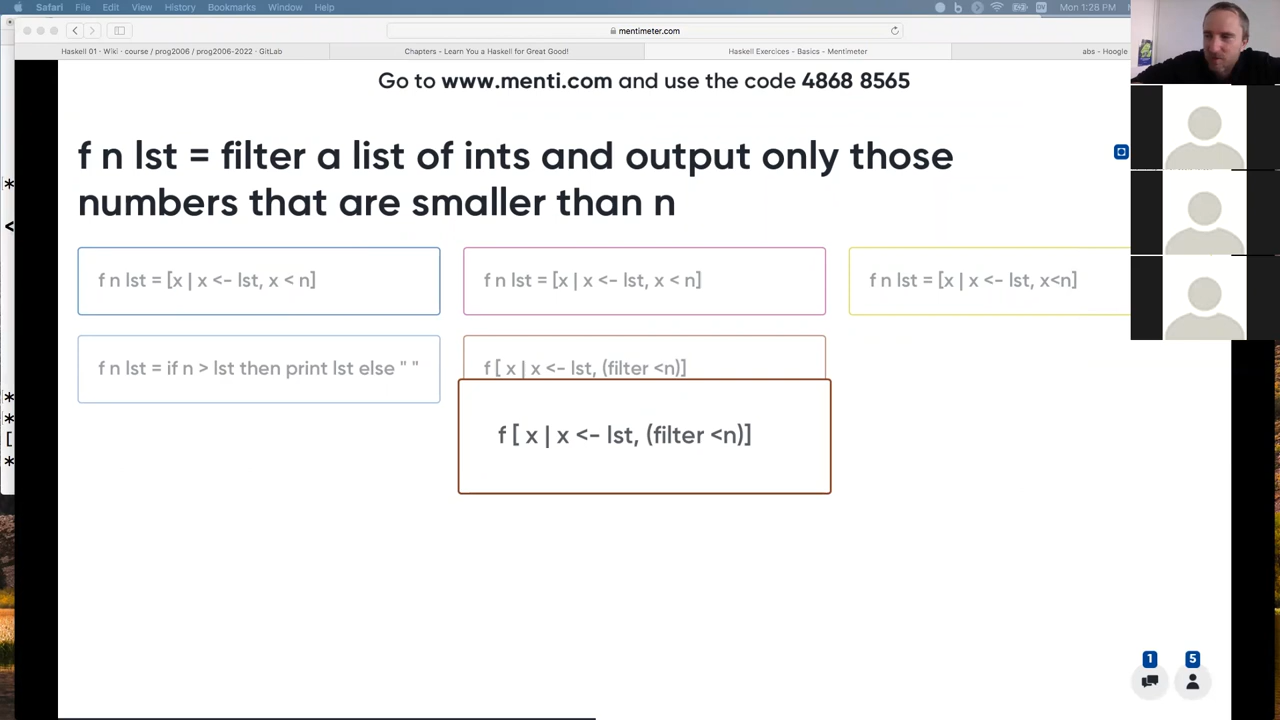 Safari File Edit View History Bookmarks Window Help
Mon 1:28 PM
mentimeter.com
Haskell 01 · Wiki · course / prog2006 / prog2006-2022 · GitLab
Chapters - Learn You a Haskell for Great Good!
Haskell Exercices - Basics - Mentimeter
abs - Hoogle
Go to www.menti.com and use the code 4868 8565
f n lst = filter a list of ints and output only those
numbers that are smaller than n
f n lst = [x | x <- lst, x < n]
f n lst = [x | x <- lst, x < n]
f n lst = [x | x <- lst, x<n]
f n lst = if n > lst then print lst else " "
f [ x | x <- lst, (filter <n)]
f [ x | x <- lst, (filter <n)]
1
5